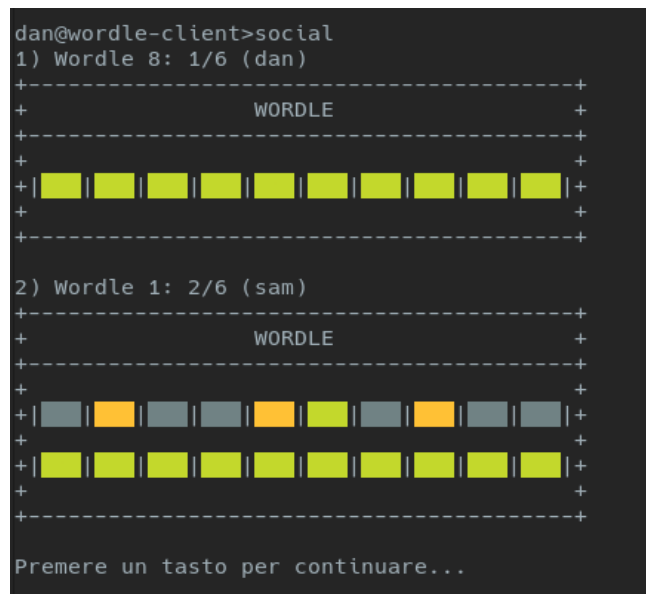 dan@wordle-client>social
1) Wordle 8: 1/6 (dan)
+-----------------------------------------+
+                 WORDLE                  +
+-----------------------------------------+
+                                         +
+|   |   |   |   |   |   |   |   |   |   |+
+                                         +
+-----------------------------------------+
2) Wordle 1: 2/6 (sam)
+-----------------------------------------+
+                 WORDLE                  +
+-----------------------------------------+
+                                         +
+|   |   |   |   |   |   |   |   |   |   |+
+                                         +
+|   |   |   |   |   |   |   |   |   |   |+
+                                         +
+-----------------------------------------+
Premere un tasto per continuare...